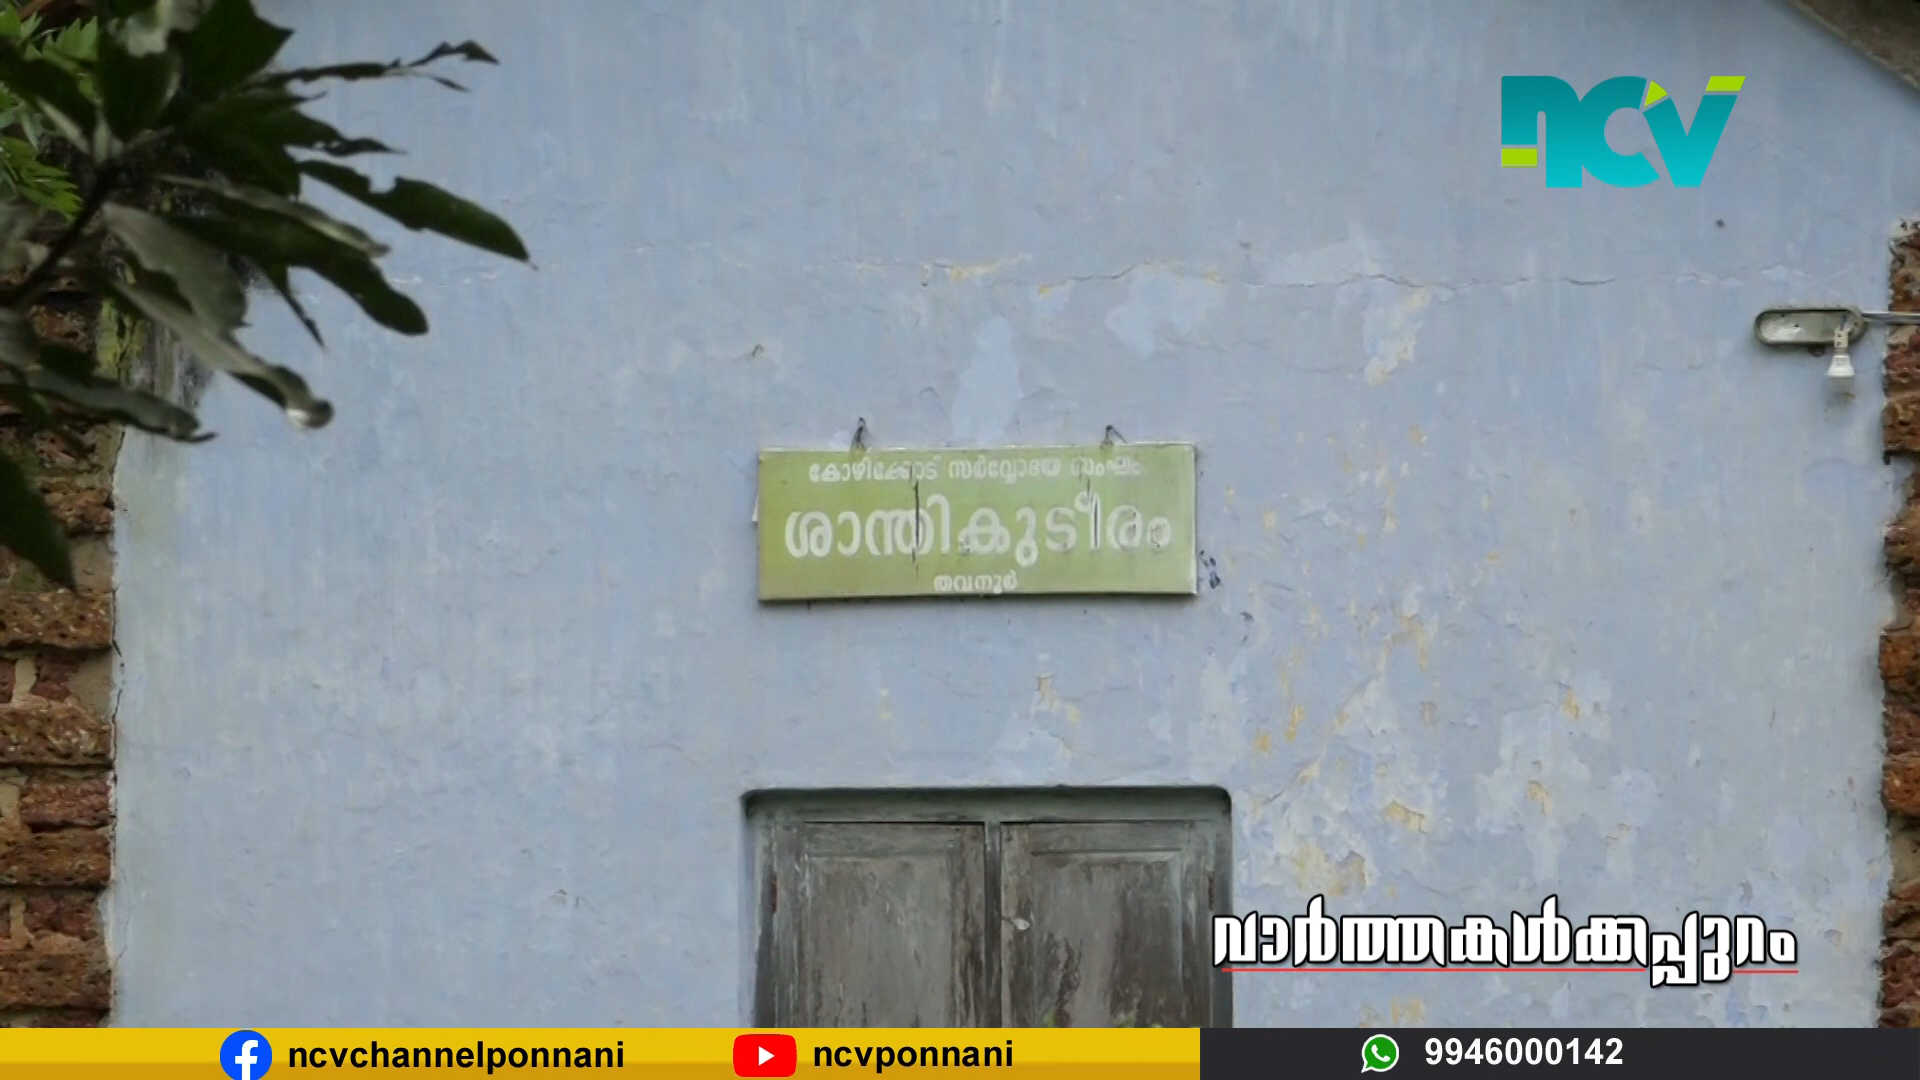 ncv
കോഴിക്കോട് സർവ്വോദയ സംഘം
ശാന്തികുടീരം
തവനൂർ
വാർത്തകൾക്കപ്പുറം
ncvchannelponnani
ncvponnani
9946000142